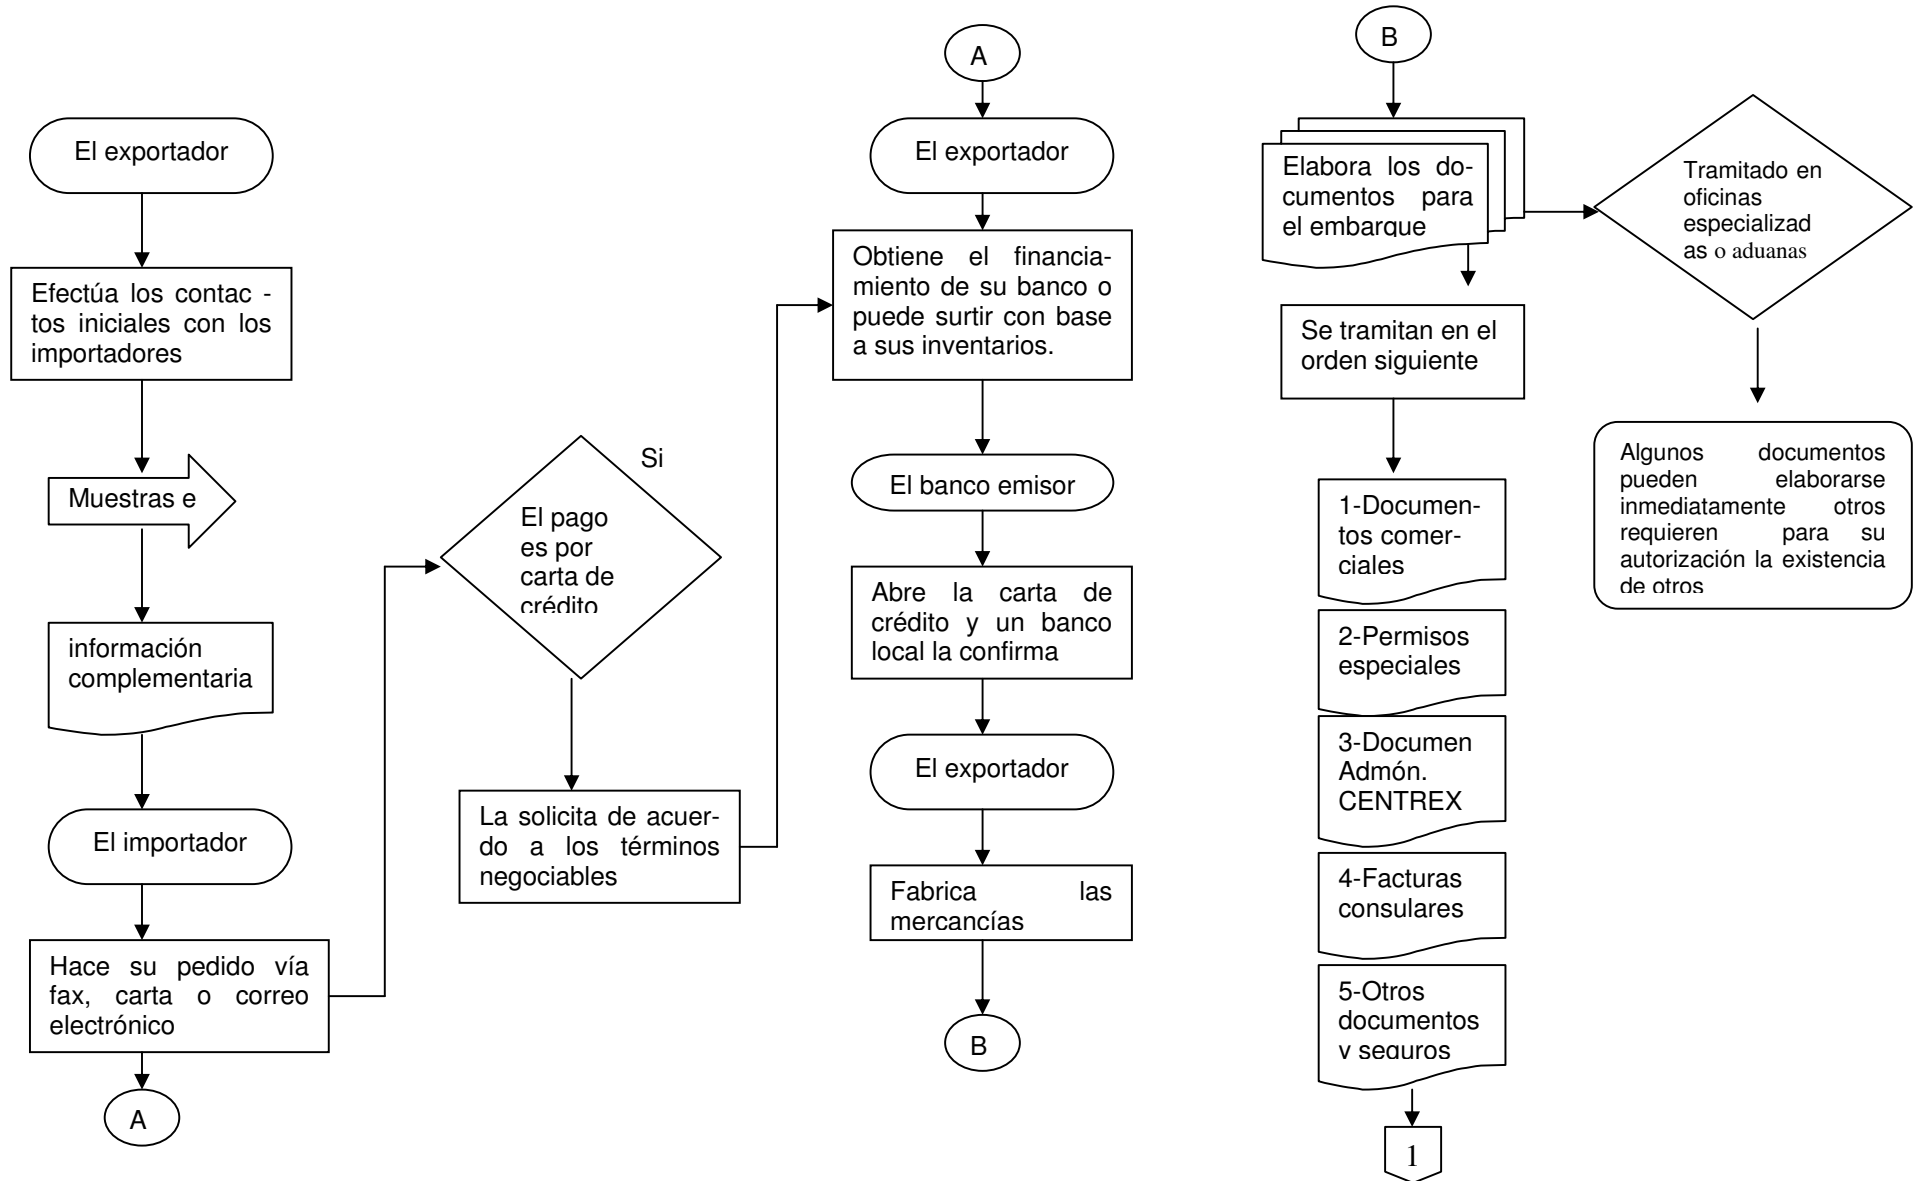 El exportador
Efectúa los contac -
tos iniciales con los
importadores
Muestras e
información
complementaria
El importador
Hace su pedido vía
fax, carta o correo
electrónico
A
Si
El pago
es por
carta de
crédito
La solicita de acuer-
do a los términos
negociables
A
El exportador
Obtiene el financia-
miento de su banco o
puede surtir con base
a sus inventarios.
El banco emisor
Abre la carta de
crédito y un banco
local la confirma
El exportador
Fabrica las
mercancías
B
B
Elabora los do-
cumentos para
el embarque
Tramitado en
oficinas
especializad
as o aduanas
Se tramitan en el
orden siguiente
Algunos documentos
pueden elaborarse
inmediatamente otros
requieren para su
autorización la existencia
de otros
1-Documen-
tos comer-
ciales
2-Permisos
especiales
3-Documen
Admón.
CENTREX
4-Facturas
consulares
5-Otros
documentos
y seguros
1